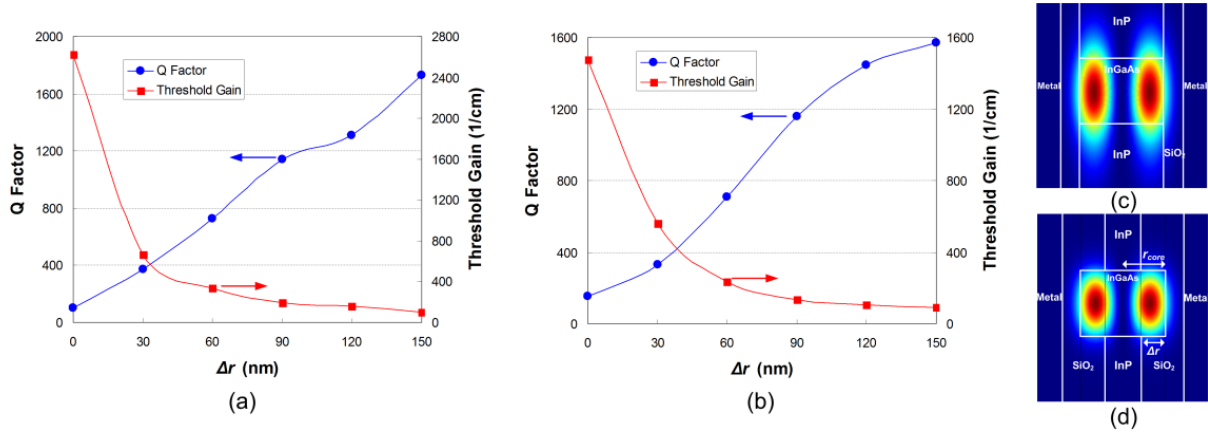 2000
1600
1200
800
400
0
Q Factor
2800
2400
2000
1600
1200
800
400
0
Threshold Gain (1/cm)
Q Factor
Threshold Gain
0 30 60 90 120 150
Δr (nm)
(a)
1600
1200
800
400
0
Q Factor
1600
1200
800
400
0
Threshold Gain (1/cm)
Q Factor
Threshold Gain
0 30 60 90 120 150
Δr (nm)
(b)
InP
InGaAs
Metal Metal
InP SiO₂
(c)
InP
r_core
InGaAs
Metal Metal
Δr
SiO₂ InP SiO₂
(d)